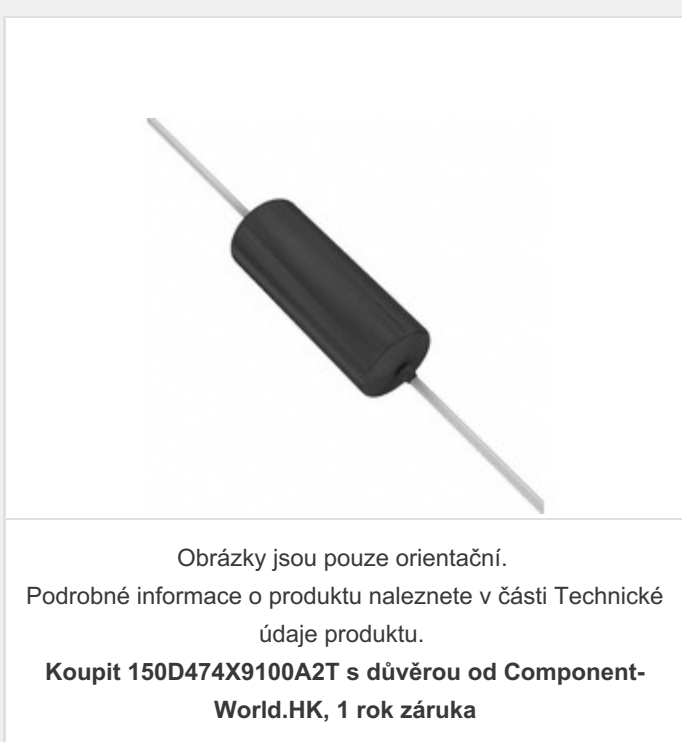 Obrázky jsou pouze orientační.
Podrobné informace o produktu naleznete v části Technické
údaje produktu.
Koupit 150D474X9100A2T s důvěrou od Component-
World.HK, 1 rok záruka